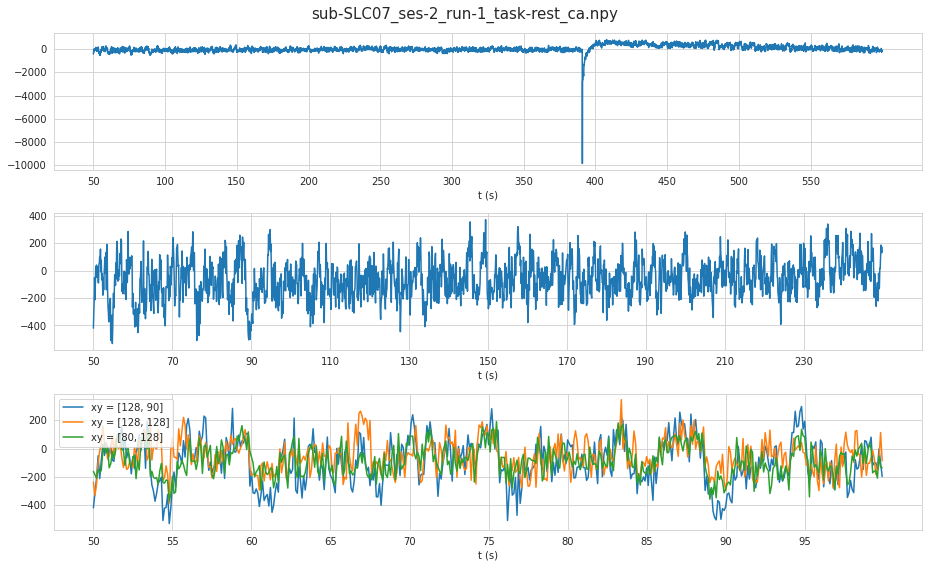 sub-SLC07_ses-2_run-1_task-rest_ca.npy
0
−2000
−4000
−6000
−8000
−10000
50 100 150 200 250 300 350 400 450 500 550
t (s)
400
200
0
−200
−400
50 70 90 110 130 150 170 190 210 230
t (s)
xy = [128, 90]
xy = [128, 128]
xy = [80, 128]
200
0
−200
−400
50 55 60 65 70 75 80 85 90 95
t (s)